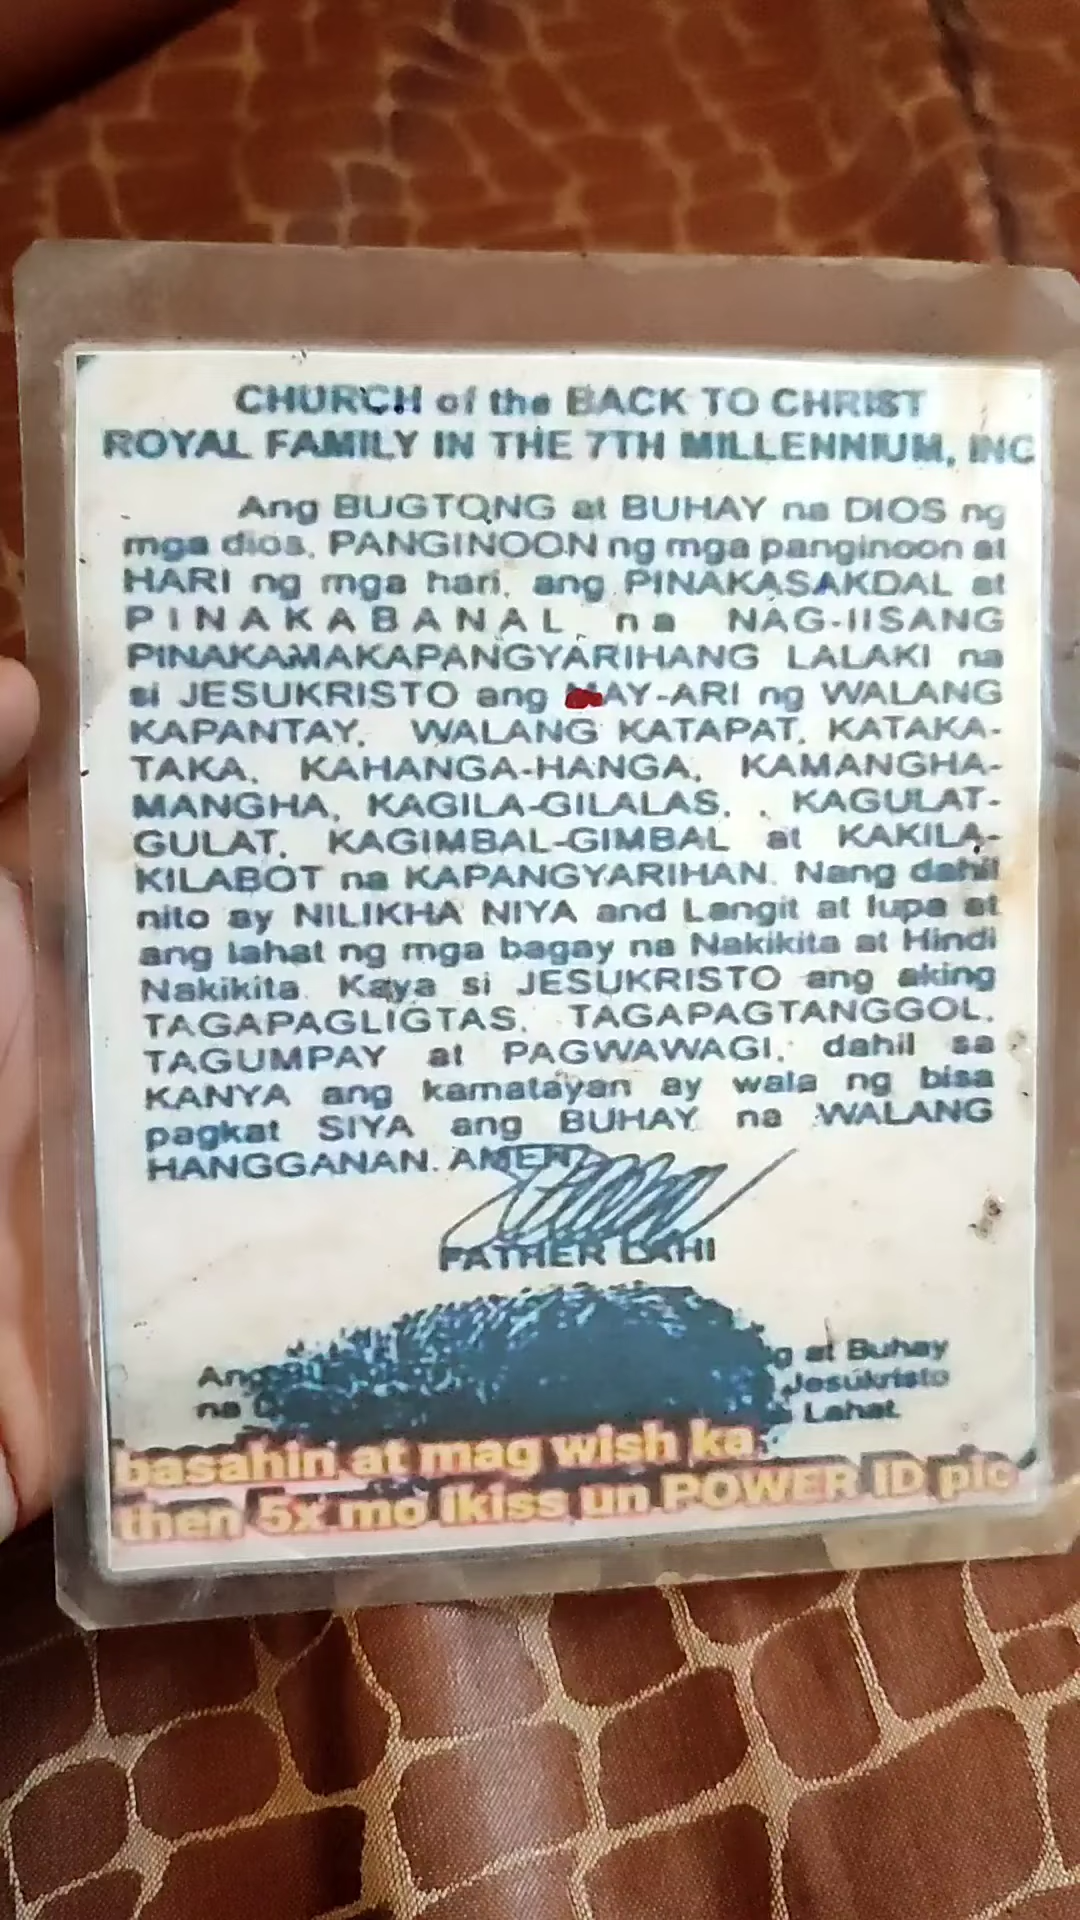 CHURCH of the BACK TO CHRIST
ROYAL FAMILY IN THE 7TH MILLENNIUM, INC
Ang BUGTONG at BUHAY na DIOS ng
mga dios, PANGINOON ng mga panginoon at
HARI ng mga hari, ang PINAKASAKDAL at
PINAKABANAL na NAG-IISANG
PINAKAMAKAPANGYARIHANG LALAKI na
si JESUKRISTO ang MAY-ARI ng WALANG
KAPANTAY, WALANG KATAPAT, KATAKA-
TAKA, KAHANGA-HANGA, KAMANGHA-
MANGHA, KAGILA-GILALAS, , KAGULAT-
GULAT, KAGIMBAL-GIMBAL at KAKILA-
KILABOT na KAPANGYARIHAN. Nang dahil
nito ay NILIKHA NIYA and Langit at lupa at
ang lahat ng mga bagay na Nakikita at Hindi
Nakikita. Kaya si JESUKRISTO ang aking
TAGAPAGLIGTAS, TAGAPAGTANGGOL,
TAGUMPAY at PAGWAWAGI, dahil sa
KANYA ang kamatayan ay wala ng bisa
pagkat SIYA ang BUHAY na WALANG
HANGGANAN. AMEN
FATHER DAHI
Ang at Buhay
na Jesukristo
Lahat.
basahin at mag wish ka
then 5x mo ikiss un POWER ID pic